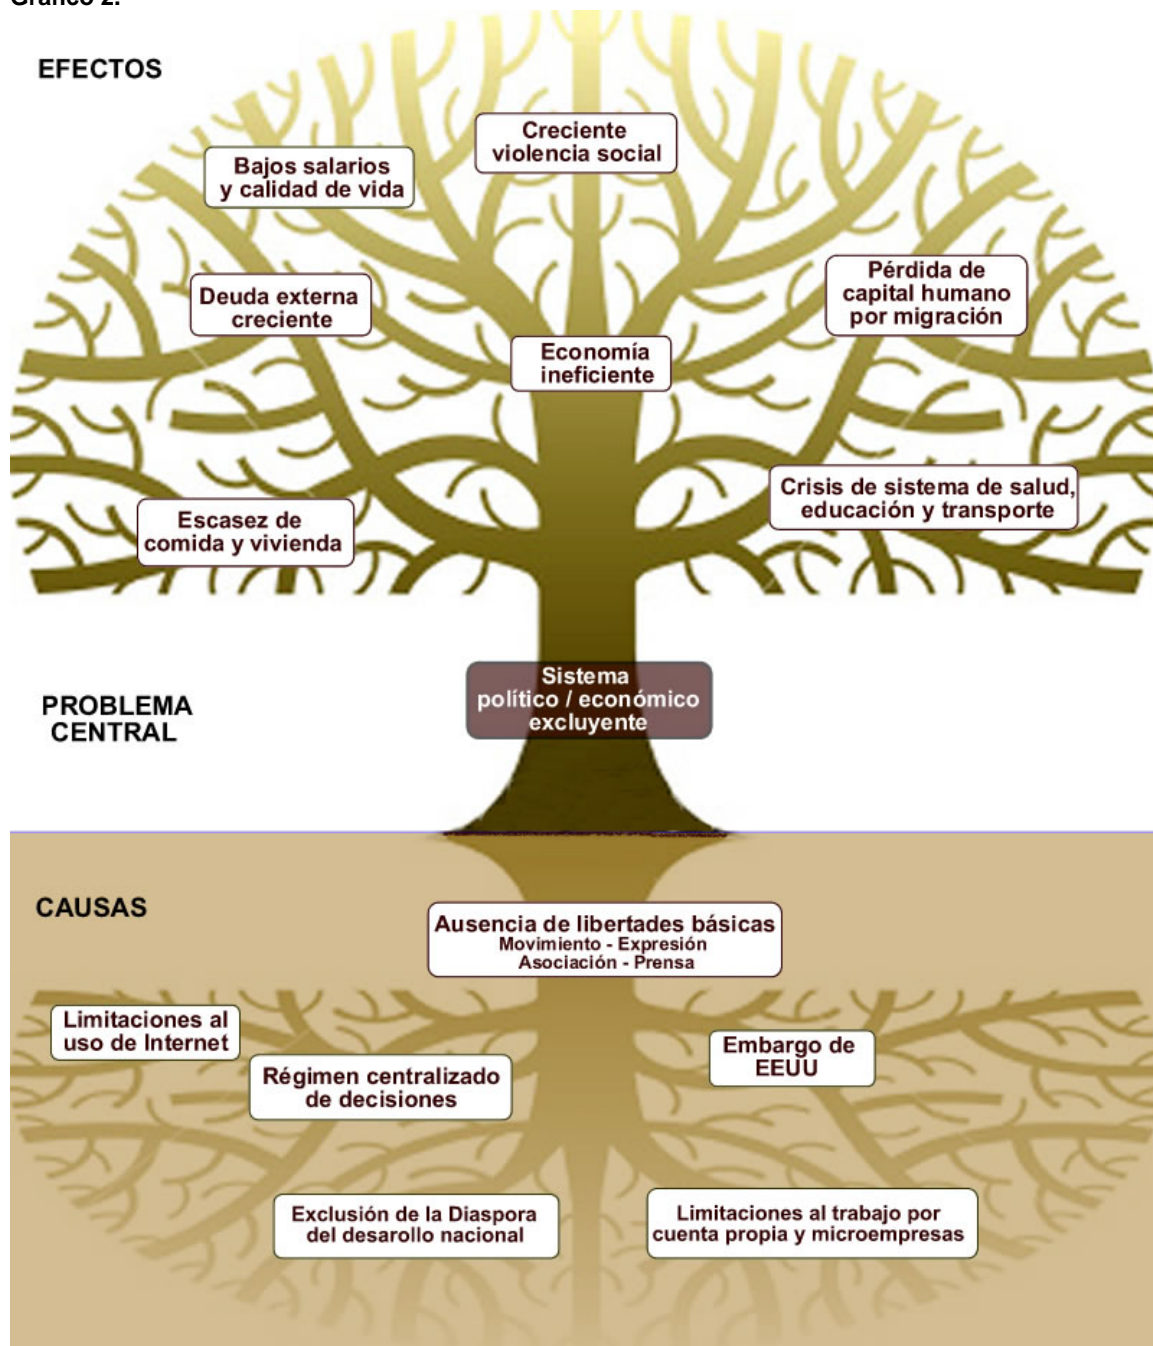 Gráfico 2.
EFECTOS
Creciente
violencia social
Bajos salarios
y calidad de vida
Pérdida de
capital humano
por migración
Deuda externa
creciente
Economía
ineficiente
Crisis de sistema de salud,
educación y transporte
Escasez de
comida y vivienda
PROBLEMA
CENTRAL
Sistema
político / económico
excluyente
CAUSAS
Ausencia de libertades básicas
Movimiento - Expresión
Asociación - Prensa
Limitaciones al
uso de Internet
Embargo de
EEUU
Régimen centralizado
de decisiones
Exclusión de la Diaspora
del desarollo nacional
Limitaciones al trabajo por
cuenta propia y microempresas